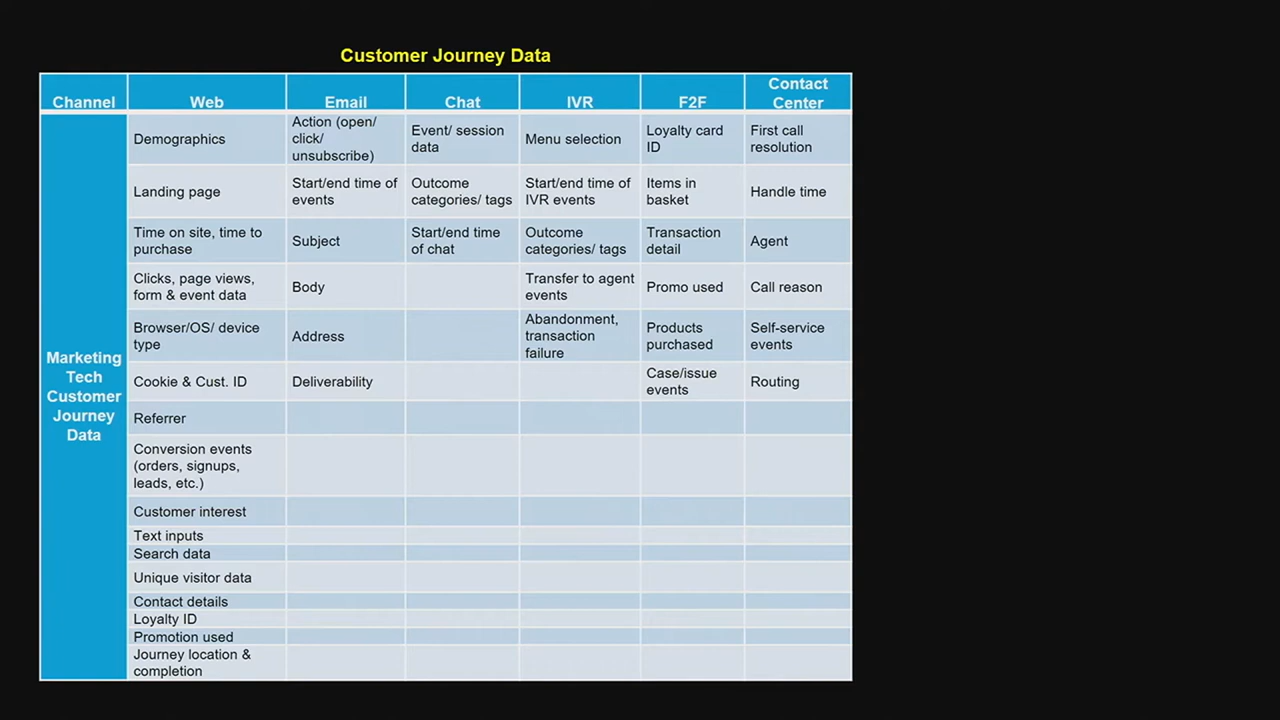 Customer Journey Data
Channel
Web
Email
Chat
IVR
F2F
Contact
Center
Marketing
Tech
Customer
Journey
Data
Demographics
Action (open/
click/
unsubscribe)
Event/ session
data
Menu selection
Loyalty card
ID
First call
resolution
Landing page
Start/end time of
events
Outcome
categories/ tags
Start/end time of
IVR events
Items in
basket
Handle time
Time on site, time to
purchase
Subject
Start/end time
of chat
Outcome
categories/ tags
Transaction
detail
Agent
Clicks, page views,
form & event data
Body
Transfer to agent
events
Promo used
Call reason
Browser/OS/ device
type
Address
Abandonment,
transaction
failure
Products
purchased
Self-service
events
Cookie & Cust. ID
Deliverability
Case/issue
events
Routing
Referrer
Conversion events
(orders, signups,
leads, etc.)
Customer interest
Text inputs
Search data
Unique visitor data
Contact details
Loyalty ID
Promotion used
Journey location &
completion